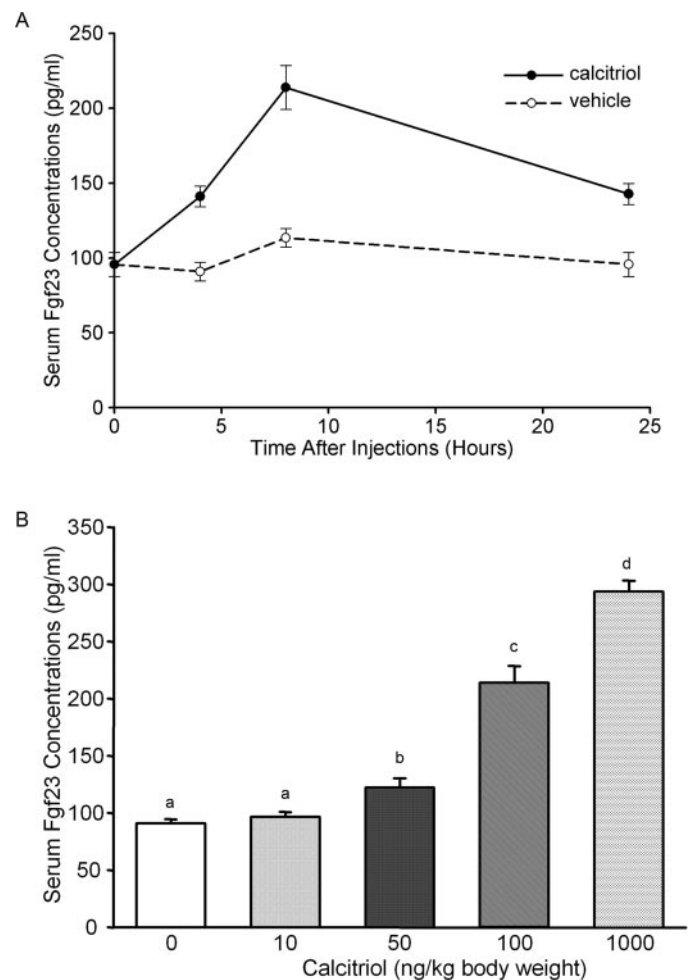 A
Serum Fgf23 Concentrations (pg/ml)
250
200
150
100
50
0
calcitriol
vehicle
0 5 10 15 20 25
Time After Injections (Hours)
B
Serum Fgf23 Concentrations (pg/ml)
350
300
250
200
150
100
50
0
a a b c d
0 10 50 100 1000
Calcitriol (ng/kg body weight)